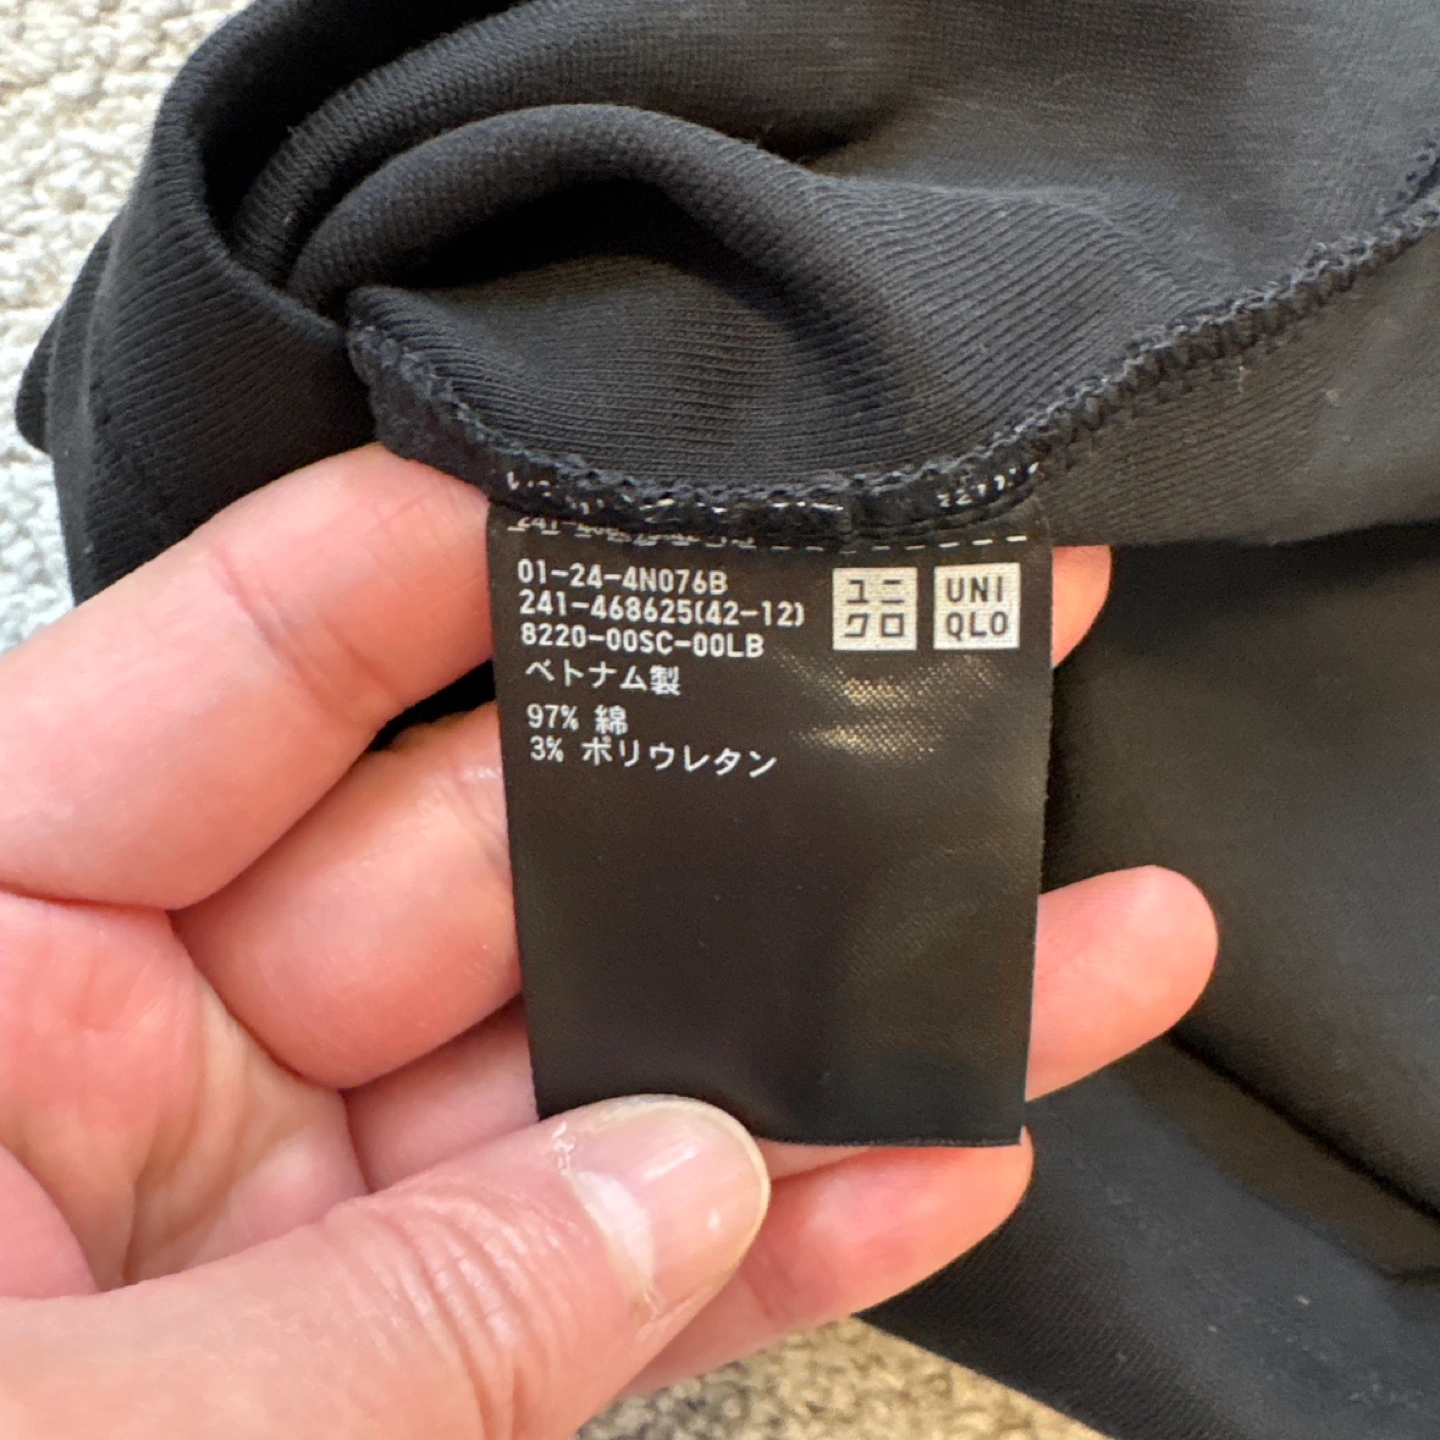 01-24-4N076B
241-468625(42-12)
8220-00SC-00LB
ベトナム製
97% 綿
3% ポリウレタン
ユニ
クロ
UNI
QLO